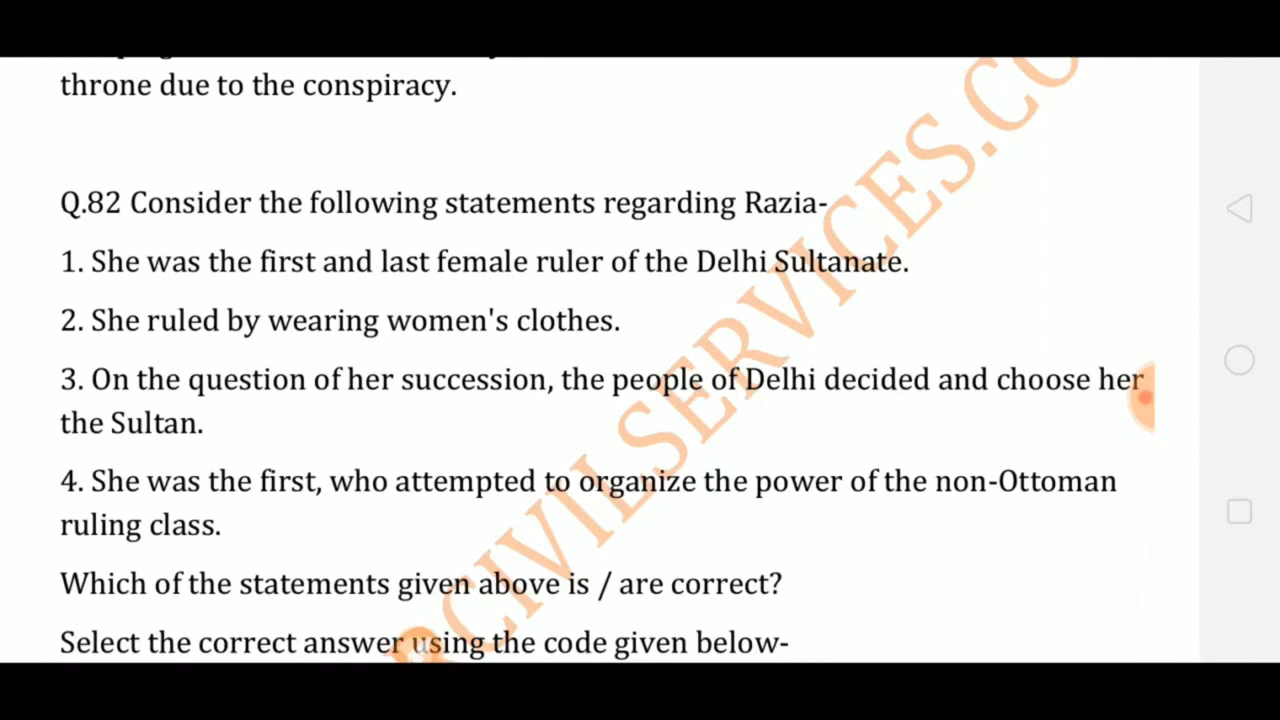 throne due to the conspiracy.
Q.82 Consider the following statements regarding Razia-
1. She was the first and last female ruler of the Delhi Sultanate.
2. She ruled by wearing women's clothes.
3. On the question of her succession, the people of Delhi decided and choose her
the Sultan.
4. She was the first, who attempted to organize the power of the non-Ottoman
ruling class.
Which of the statements given above is / are correct?
Select the correct answer using the code given below-
RCIVILSERVICES.CO